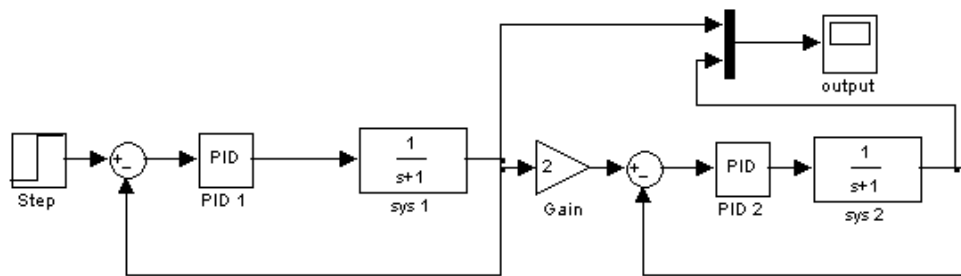 output
Step
+
−
PID
PID 1
1
s+1
sys 1
2
Gain
+
−
PID
PID 2
1
s+1
sys 2